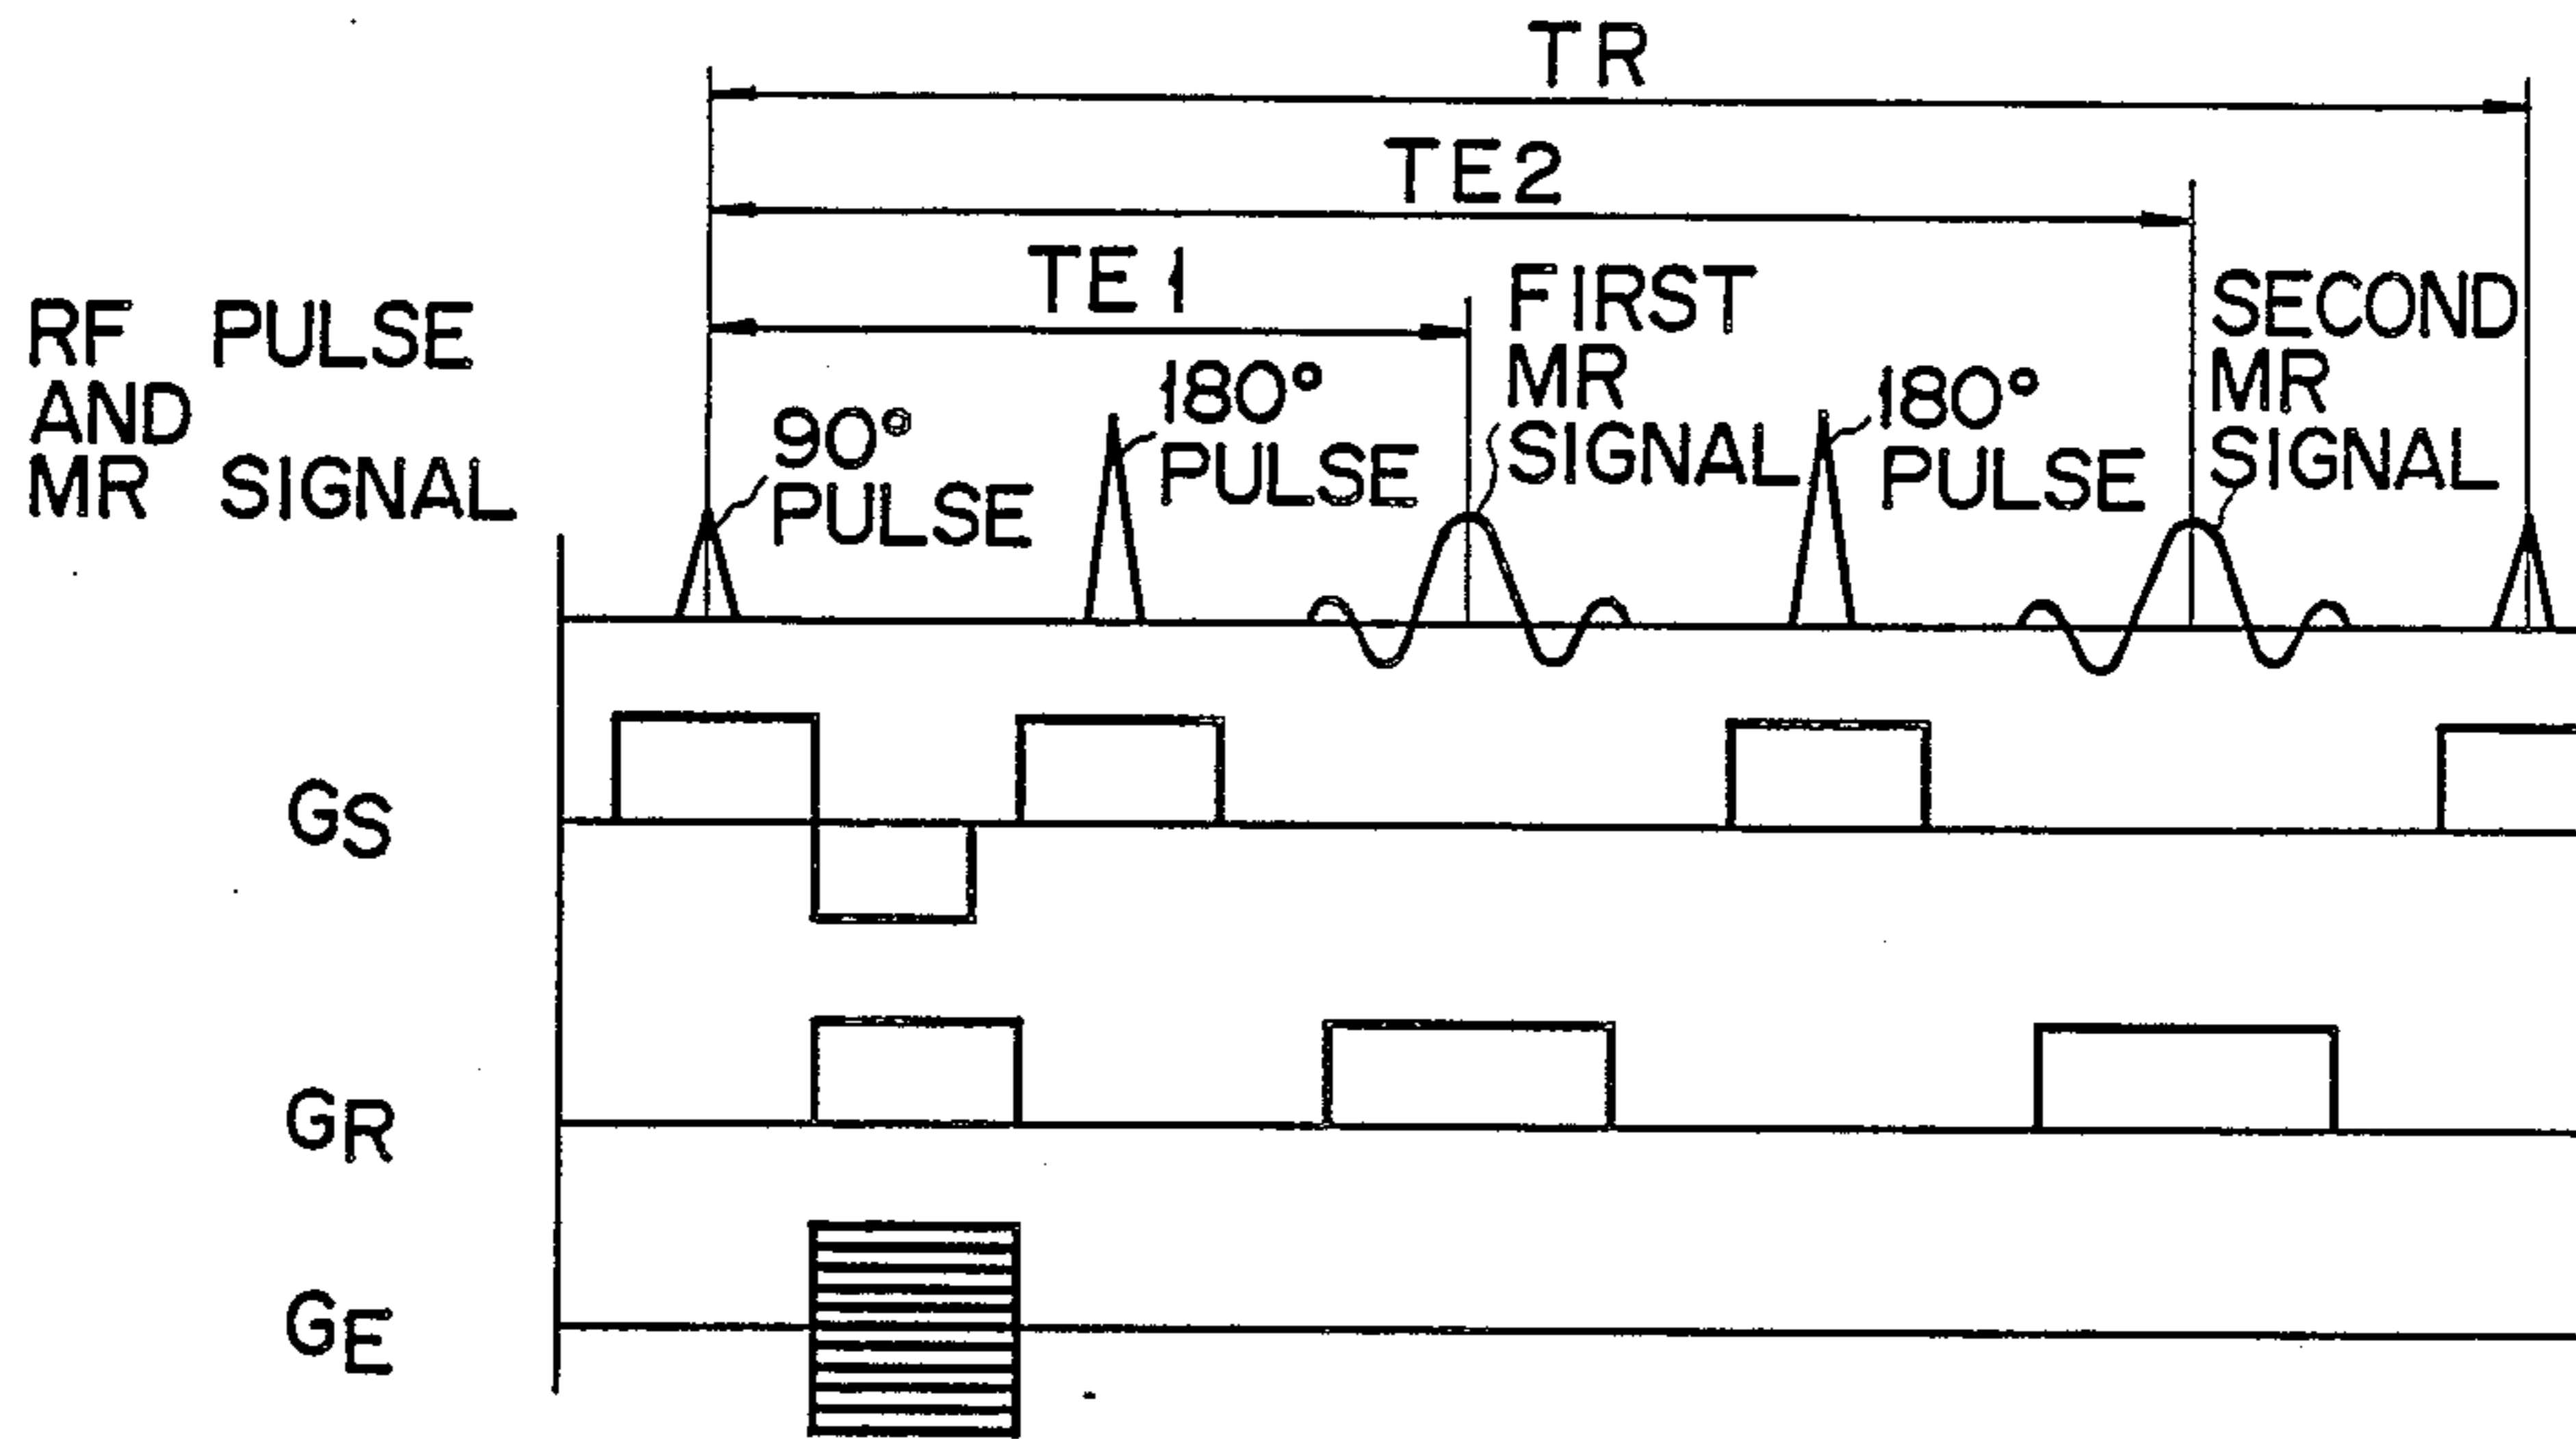 TR
TE2
TE1
RF PULSE
AND
MR SIGNAL
90°
PULSE
180°
PULSE
FIRST
MR
SIGNAL
180°
PULSE
SECOND
MR
SIGNAL
GS
GR
GE